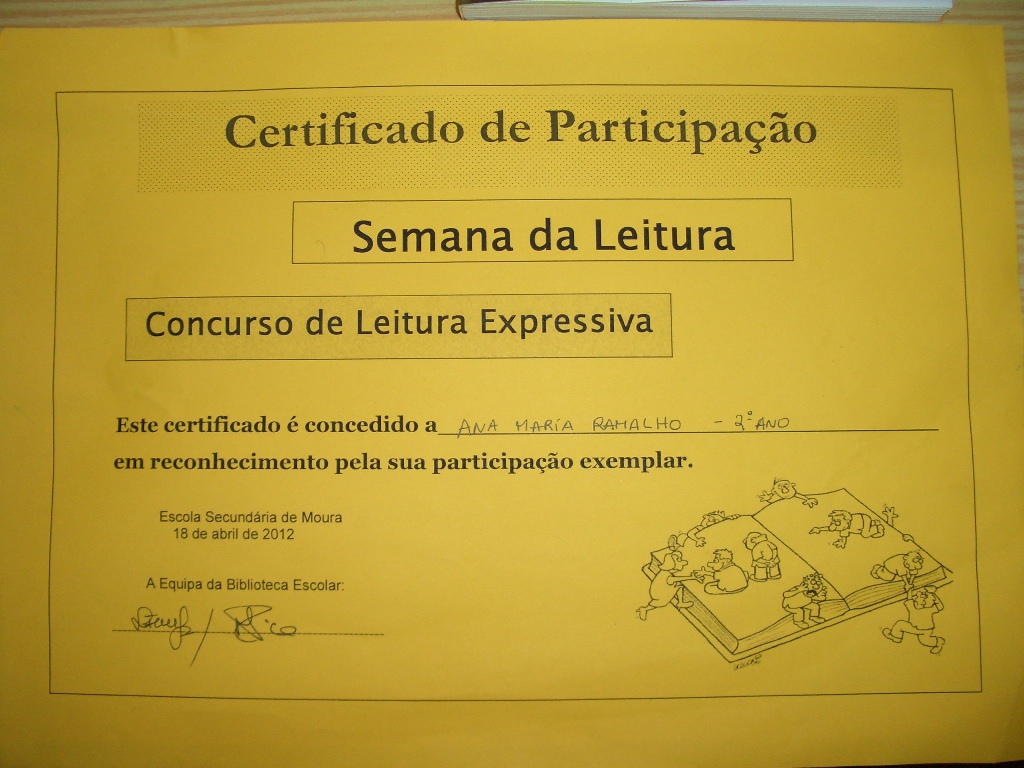 Certificado de Participação
Semana da Leitura
Concurso de Leitura Expressiva
Este certificado é concedido a ANA MARÍA RAMALHO - 2º ANO
em reconhecimento pela sua participação exemplar.
Escola Secundária de Moura
18 de abril de 2012
A Equipa da Biblioteca Escolar: